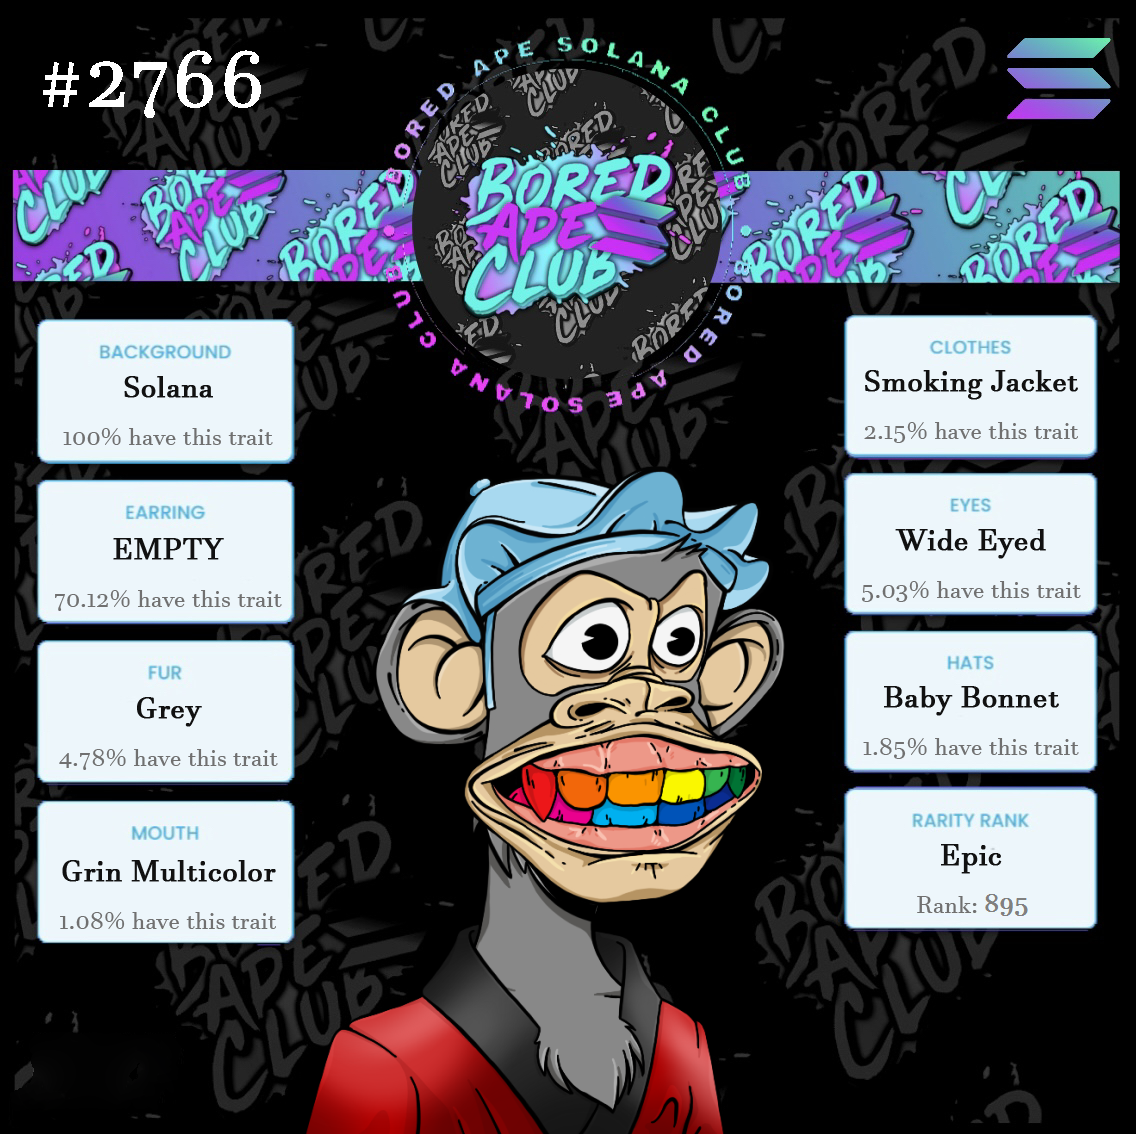 #2766
BORED APE SOLANA CLUB
BORED
APE
CLUB
BORED APE SOLANA CLUB
BACKGROUND
Solana
100% have this trait
EARRING
EMPTY
70.12% have this trait
FUR
Grey
4.78% have this trait
MOUTH
Grin Multicolor
1.08% have this trait
CLOTHES
Smoking Jacket
2.15% have this trait
EYES
Wide Eyed
5.03% have this trait
HATS
Baby Bonnet
1.85% have this trait
RARITY RANK
Epic
Rank: 895